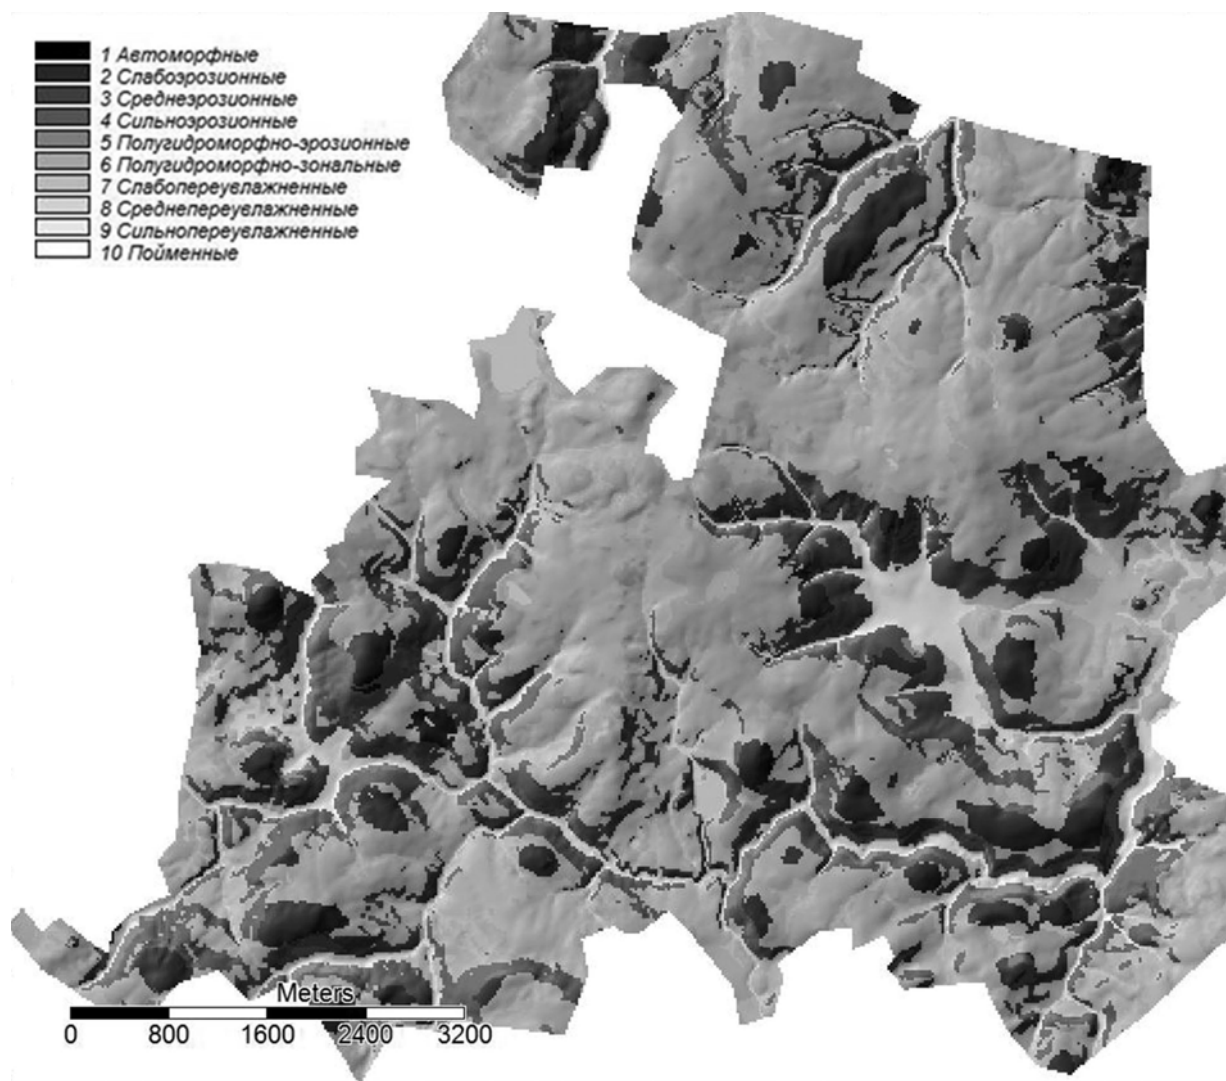 1 Автоморфные
2 Слабоэрозионные
3 Среднеэрозионные
4 Сильноэрозионные
5 Полугидроморфно-эрозионные
6 Полугидроморфно-зональные
7 Слабопереувлажненные
8 Среднепереувлажненные
9 Сильнопереувлажненные
10 Пойменные
Meters
0 800 1600 2400 3200